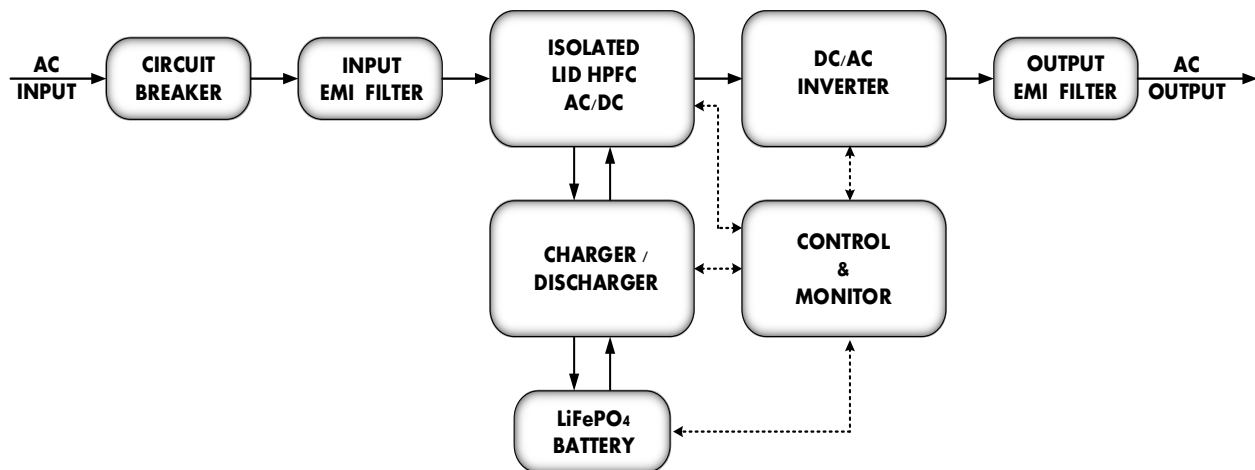 AC
INPUT
CIRCUIT
BREAKER
INPUT
EMI FILTER
ISOLATED
LID HPFC
AC/DC
DC/AC
INVERTER
OUTPUT
EMI FILTER
AC
OUTPUT
CHARGER /
DISCHARGER
CONTROL
&
MONITOR
LiFePO4
BATTERY